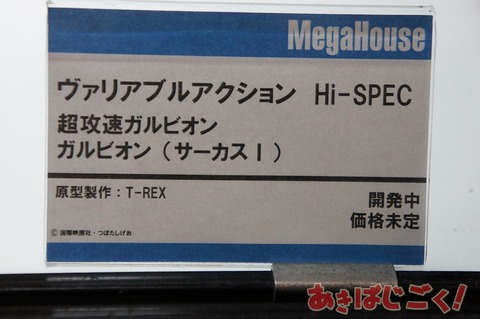 MegaHouse
ヴァリアブルアクション Hi-SPEC
超攻速ガルビオン
ガルビオン（サーカスⅠ）
原型製作：T-REX
開発中
価格未定
© 国際映画社・つぼたしげお
あきばじごく！